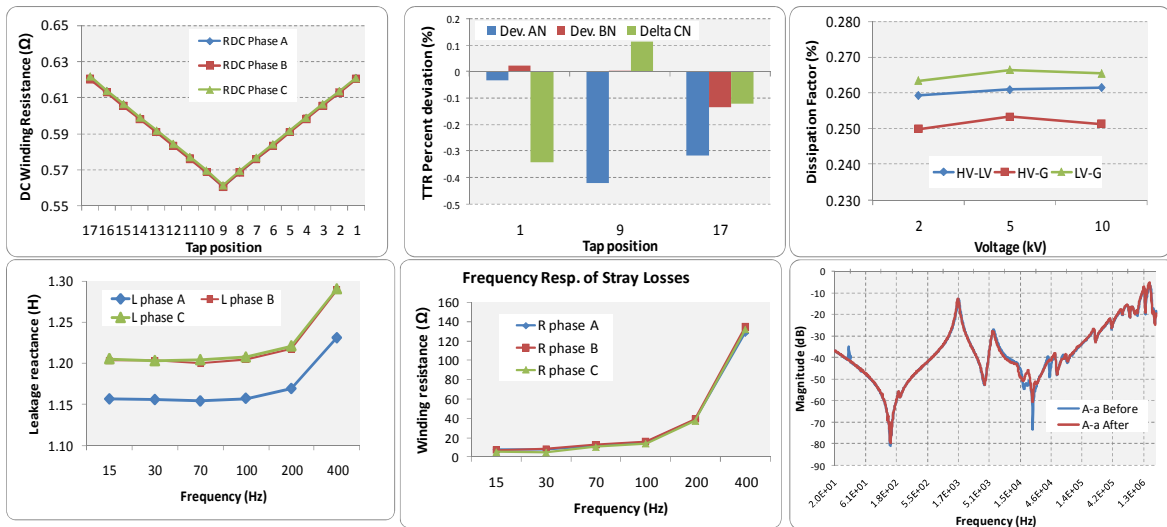 DC Winding Resistance (Ω)
0.65
0.63
0.61
0.59
0.57
0.55
RDC Phase A
RDC Phase B
RDC Phase C
17 16 15 14 13 12 11 10 9 8 7 6 5 4 3 2 1
Tap position
TTR Percent deviation (%)
0.2
0.1
0
-0.1
-0.2
-0.3
-0.4
-0.5
Dev. AN
Dev. BN
Delta CN
1 9 17
Tap position
Dissipation Factor (%)
0.270
0.260
0.250
0.240
0.230
HV-LV
HV-G
LV-G
2 5 10
Voltage (kV)
Leakage reactance (H)
1.30
1.25
1.20
1.15
1.10
L phase A
L phase B
L phase C
15 30 70 100 200 400
Frequency (Hz)
Frequency Resp. of Stray Losses
Winding resistance (Ω)
160
140
120
100
80
60
40
20
0
R phase A
R phase B
R phase C
15 30 70 100 200 400
Frequency (Hz)
Magnitude (dB)
0
-10
-20
-30
-40
-50
-60
-70
-80
-90
A-a Before
A-a After
2.0E+01 6.1E+01 1.8E+02 5.5E+02 1.7E+03 5.1E+03 1.5E+04 4.6E+04 1.4E+05 4.2E+05 1.3E+06
Frequency (Hz)